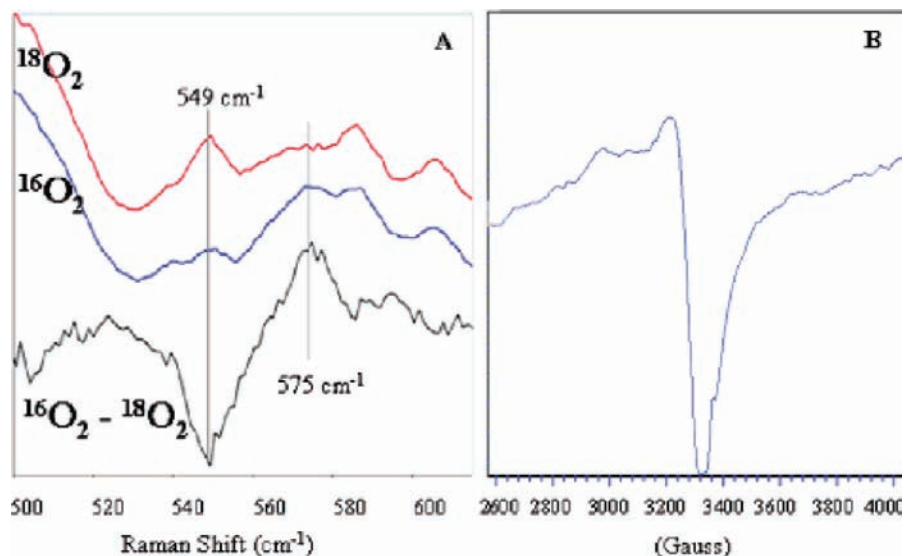 A
¹⁸O₂
549 cm⁻¹
¹⁶O₂
575 cm⁻¹
¹⁶O₂ - ¹⁸O₂
500 520 540 560 580 600
Raman Shift (cm⁻¹)
B
2600 2800 3000 3200 3400 3600 3800 4000
(Gauss)